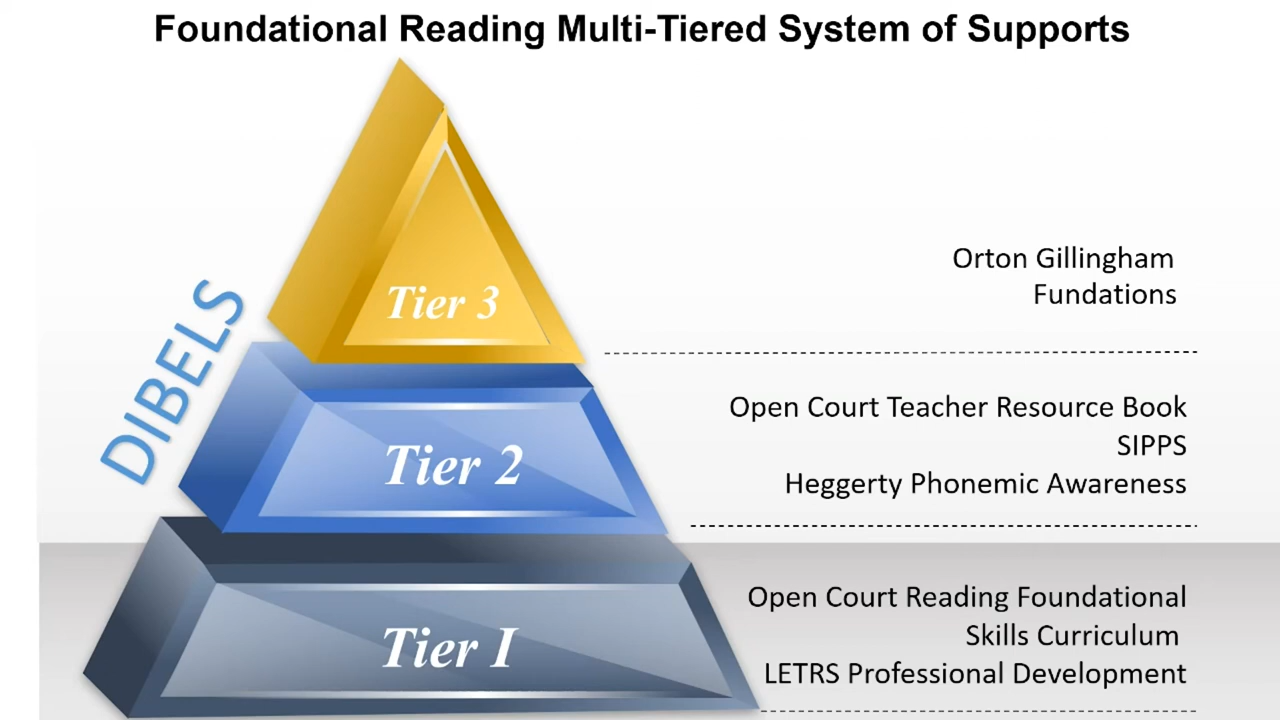 Foundational Reading Multi-Tiered System of Supports
DIBELS
Tier 3
Orton Gillingham
Fundations
Tier 2
Open Court Teacher Resource Book
SIPPS
Heggerty Phonemic Awareness
Tier I
Open Court Reading Foundational
Skills Curriculum
LETRS Professional Development